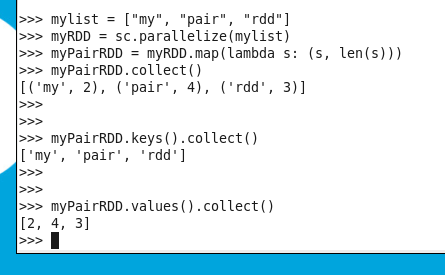 >>> mylist = ["my", "pair", "rdd"]
>>> myRDD = sc.parallelize(mylist)
>>> myPairRDD = myRDD.map(lambda s: (s, len(s)))
>>> myPairRDD.collect()
[('my', 2), ('pair', 4), ('rdd', 3)]
>>>
>>>
>>> myPairRDD.keys().collect()
['my', 'pair', 'rdd']
>>>
>>>
>>> myPairRDD.values().collect()
[2, 4, 3]
>>>